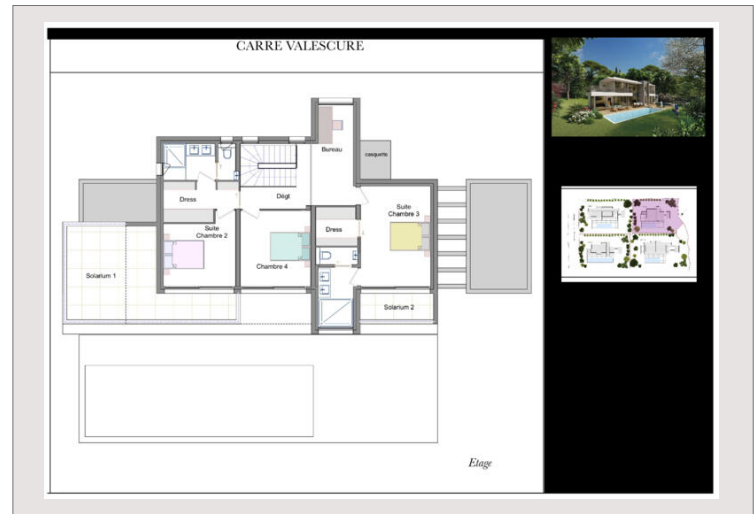 CARRE VALESCURE
Bureau
casquette
Dress
Dégt
Suite
Chambre 3
Suite
Chambre 2
Dress
Chambre 4
Solarium 1
Solarium 2
Etage